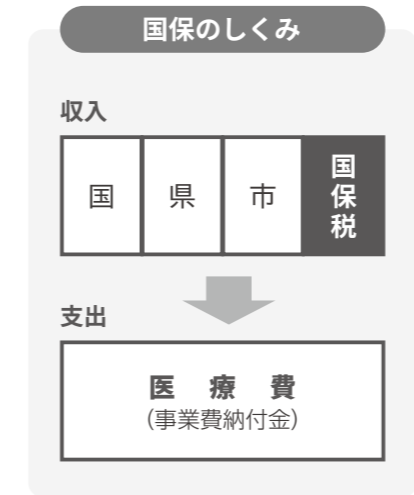 国保のしくみ
収入
国 県 市 国保税
支出
医療費
（事業費納付金）